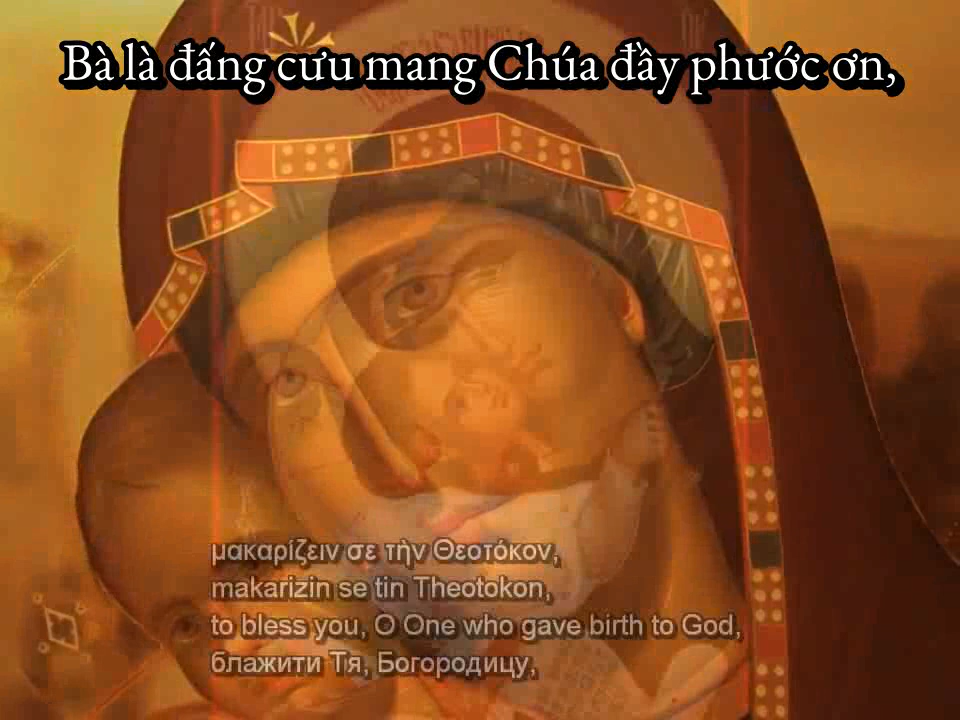 Bà là đấng cưu mang Chúa đầy phước ơn,
μακαρίζειν σε τὴν Θεοτόκον,
makarizin se tin Theotokon,
to bless you, O One who gave birth to God,
блажити Тя, Богородицу,